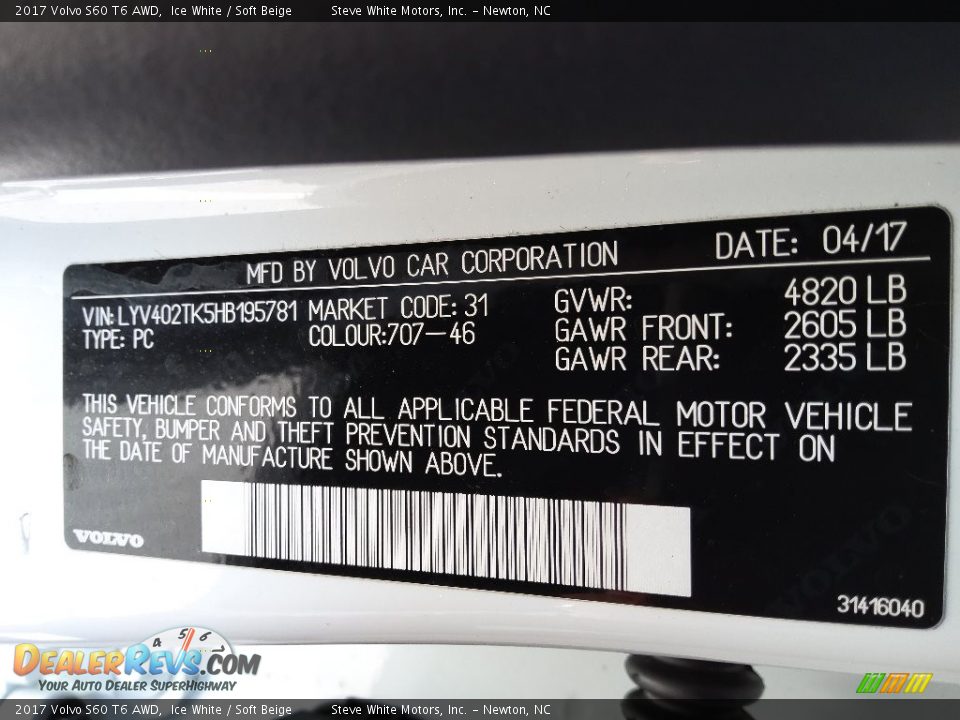 2017 Volvo S60 T6 AWD,  Ice White / Soft Beige          Steve White Motors, Inc. - Newton, NC
MFD BY VOLVO CAR CORPORATION DATE: 04/17
VIN: LYV402TK5HB195781 MARKET CODE: 31 GVWR: 4820 LB
TYPE: PC COLOUR:707-46 GAWR FRONT: 2605 LB
GAWR REAR: 2335 LB
THIS VEHICLE CONFORMS TO ALL APPLICABLE FEDERAL MOTOR VEHICLE
SAFETY, BUMPER AND THEFT PREVENTION STANDARDS IN EFFECT ON
THE DATE OF MANUFACTURE SHOWN ABOVE.
VOLVO
31416040
4 5 6
DEALERREVS.COM
YOUR AUTO DEALER SUPERHIGHWAY
2017 Volvo S60 T6 AWD,  Ice White / Soft Beige          Steve White Motors, Inc. - Newton, NC